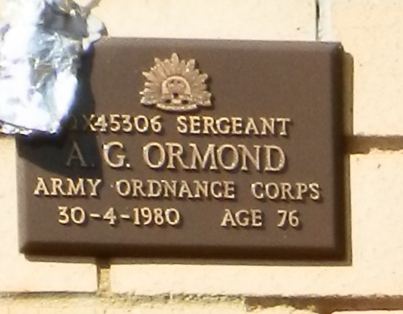 X45306 SERGEANT
A. G. ORMOND
ARMY ORDNANCE CORPS
30-4-1980 AGE 76